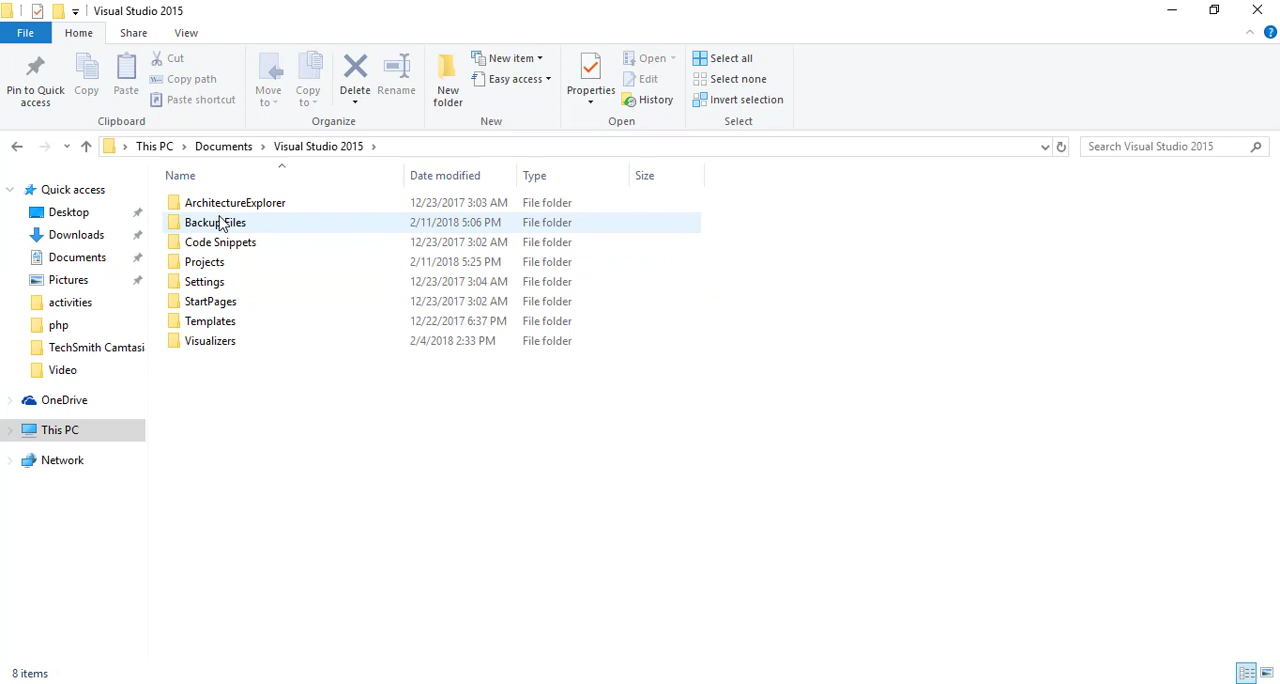 Visual Studio 2015
File Home Share View
Pin to Quick access
Copy
Paste
Cut
Copy path
Paste shortcut
Clipboard
Move to
Copy to
Delete
Rename
Organize
New folder
New item
Easy access
New
Properties
Open
Edit
History
Open
Select all
Select none
Invert selection
Select
This PC Documents Visual Studio 2015
Search Visual Studio 2015
Quick access
Desktop
Downloads
Documents
Pictures
activities
php
TechSmith Camtasi
Video
OneDrive
This PC
Network
Name Date modified Type Size
ArchitectureExplorer 12/23/2017 3:03 AM File folder
Backup Files 2/11/2018 5:06 PM File folder
Code Snippets 12/23/2017 3:02 AM File folder
Projects 2/11/2018 5:25 PM File folder
Settings 12/23/2017 3:04 AM File folder
StartPages 12/23/2017 3:02 AM File folder
Templates 12/22/2017 6:37 PM File folder
Visualizers 2/4/2018 2:33 PM File folder
8 items